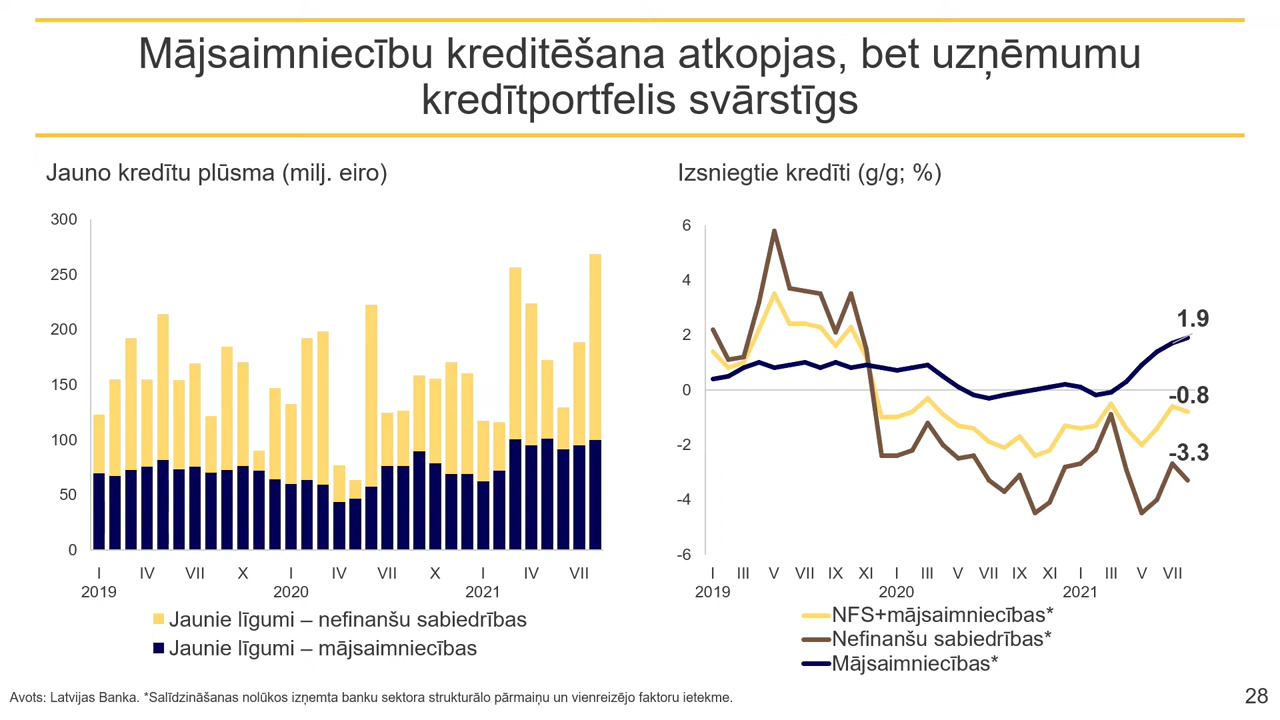 Mājsaimniecību kreditēšana atkopjas, bet uzņēmumu
kredītportfelis svārstīgs
Jauno kredītu plūsma (milj. eiro)
300
250
200
150
100
50
0
I IV VII X I IV VII X I IV VII
2019 2020 2021
Jaunie līgumi – nefinanšu sabiedrības
Jaunie līgumi – mājsaimniecības
Izsniegtie kredīti (g/g; %)
6
4
2
0
-2
-4
-6
1.9
-0.8
-3.3
I III V VII IX XI I III V VII IX XI I III V VII
2019 2020 2021
NFS+mājsaimniecības*
Nefinanšu sabiedrības*
Mājsaimniecības*
Avots: Latvijas Banka. *Salīdzināšanas nolūkos izņemta banku sektora strukturālo pārmaiņu un vienreizējo faktoru ietekme.
28